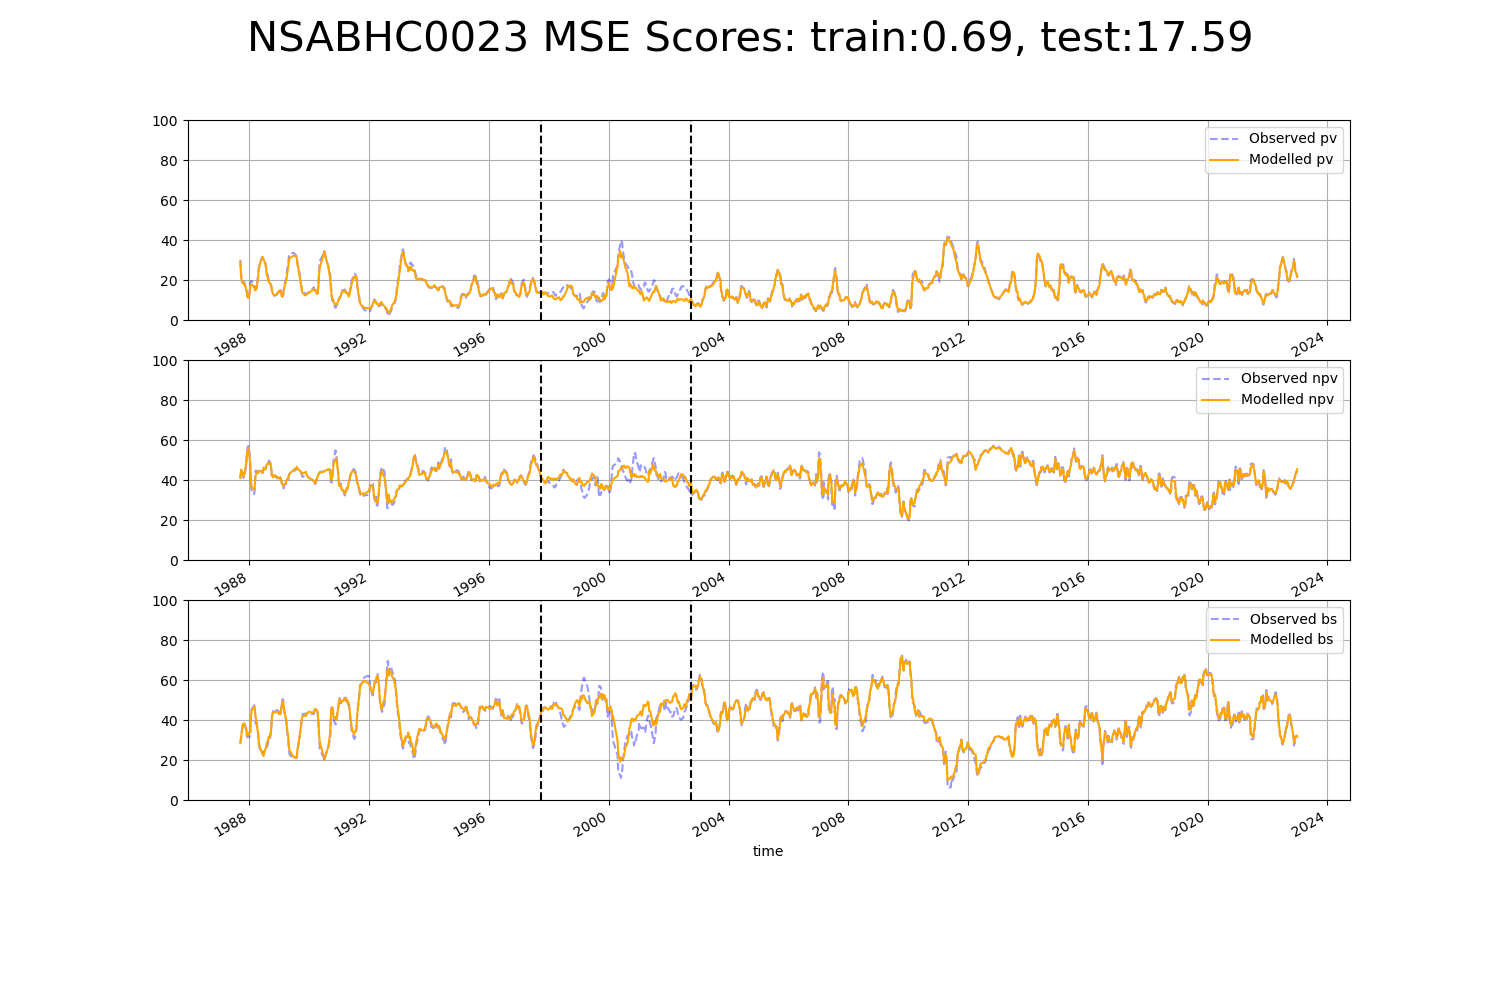 NSABHC0023 MSE Scores: train:0.69, test:17.59
100
80
60
40
20
0
Observed pv
Modelled pv
1988 1992 1996 2000 2004 2008 2012 2016 2020 2024
100
80
60
40
20
0
Observed npv
Modelled npv
1988 1992 1996 2000 2004 2008 2012 2016 2020 2024
100
80
60
40
20
0
Observed bs
Modelled bs
1988 1992 1996 2000 2004 2008 2012 2016 2020 2024
time